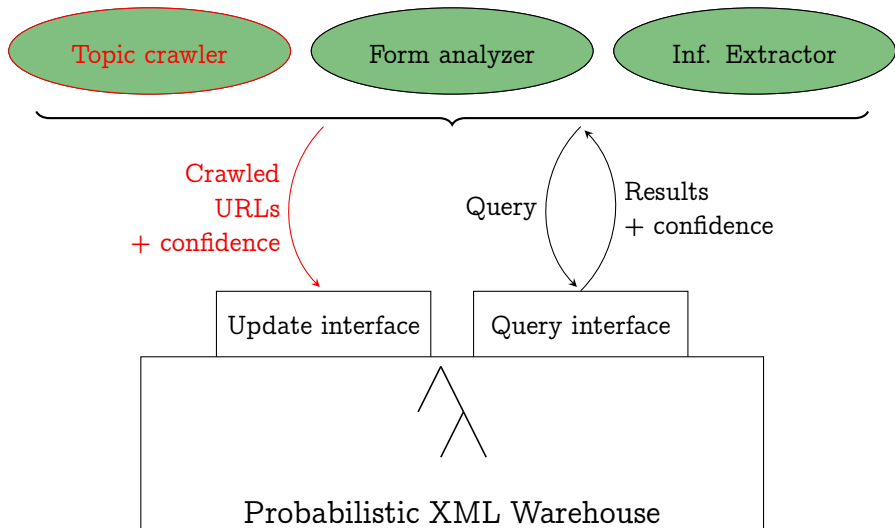 Topic crawler
Form analyzer
Inf. Extractor
Crawled
URLs
+ confidence
Query
Results
+ confidence
Update interface
Query interface
Probabilistic XML Warehouse